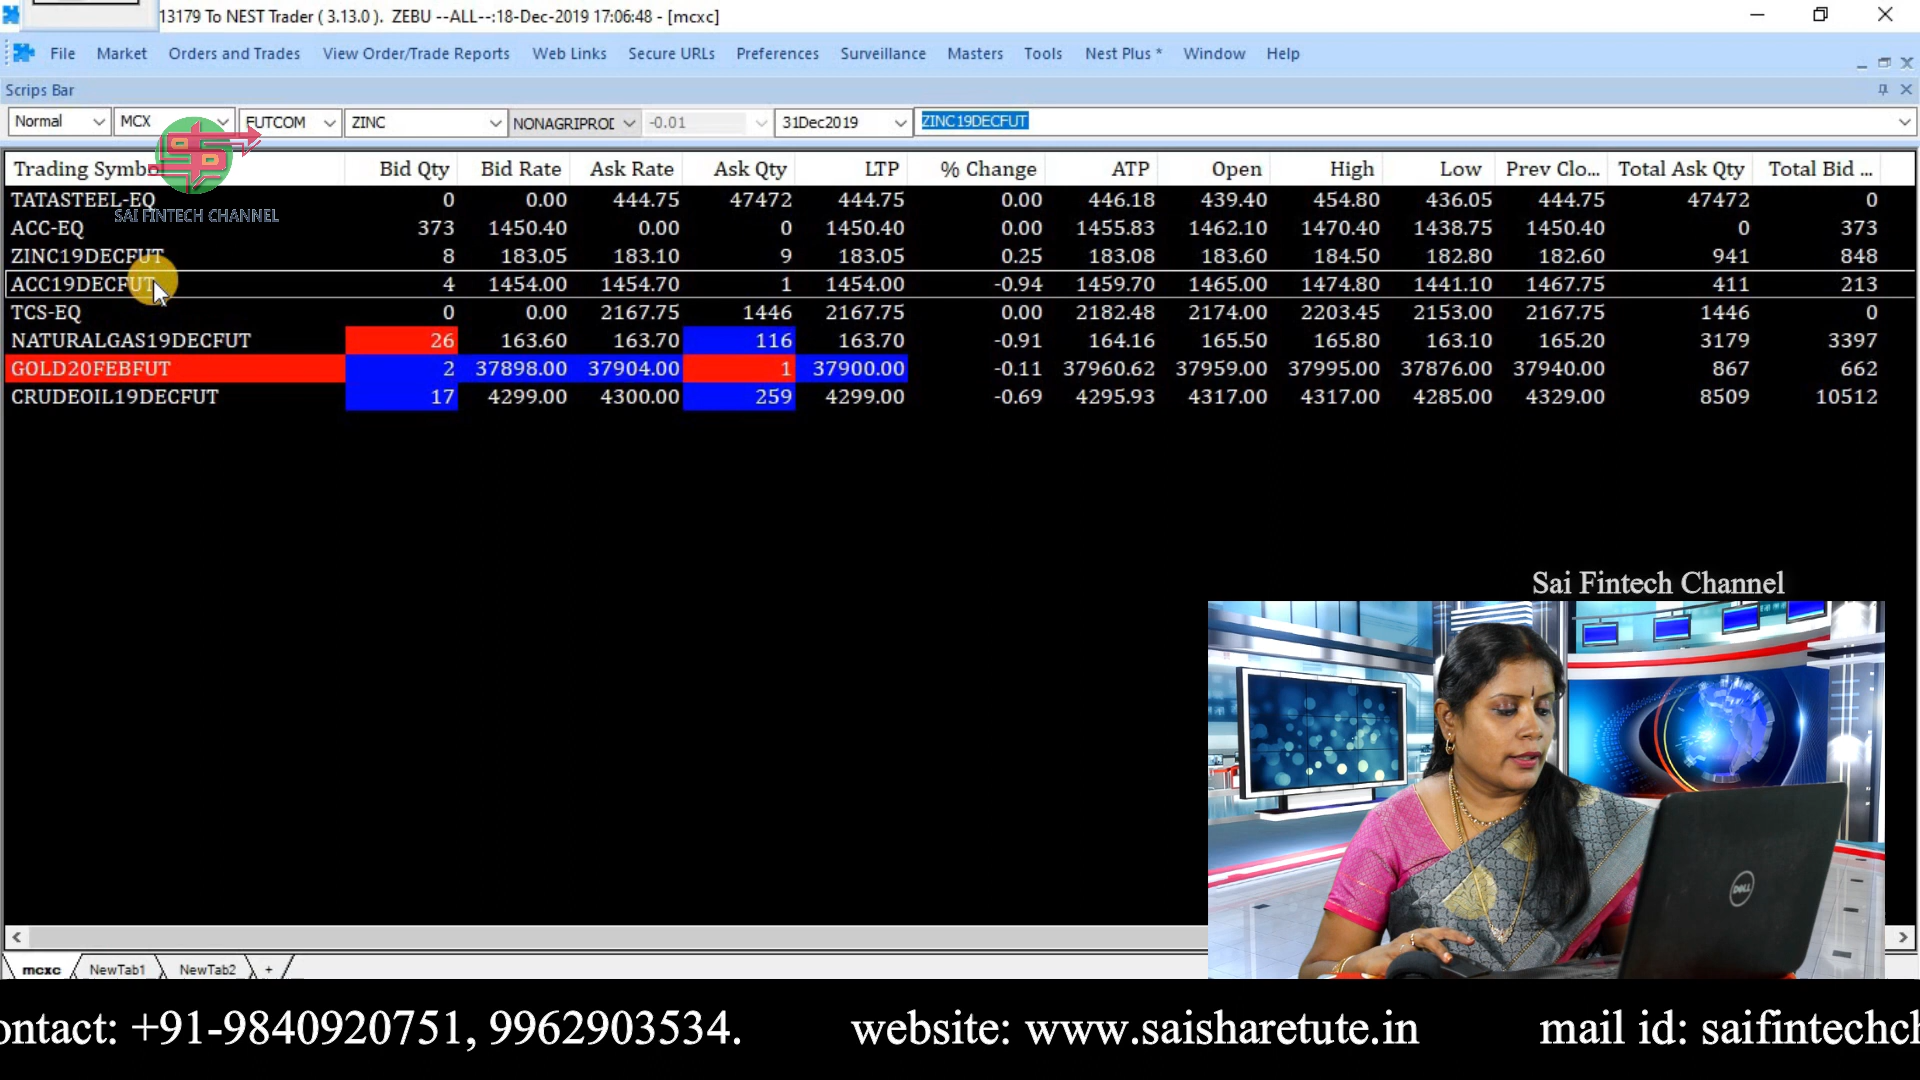 13179 To NEST Trader ( 3.13.0 ). ZEBU --ALL--:18-Dec-2019 17:06:48 - [mcxc]
File Market Orders and Trades View Order/Trade Reports Web Links Secure URLs Preferences Surveillance Masters Tools Nest Plus * Window Help
Scrips Bar
Normal MCX FUTCOM ZINC NONAGRIPROD -0.01 31Dec2019 ZINC19DECFUT
Trading Symbol Bid Qty Bid Rate Ask Rate Ask Qty LTP % Change ATP Open High Low Prev Clo... Total Ask Qty Total Bid ...
TATASTEEL-EQ 0 0.00 444.75 47472 444.75 0.00 446.18 439.40 454.80 436.05 444.75 47472 0
SAI FINTECH CHANNEL
ACC-EQ 373 1450.40 0.00 0 1450.40 0.00 1455.83 1462.10 1470.40 1438.75 1450.40 0 373
ZINC19DECFUT 8 183.05 183.10 9 183.05 0.25 183.08 183.60 184.50 182.80 182.60 941 848
ACC19DECFUT 4 1454.00 1454.70 1 1454.00 -0.94 1459.70 1465.00 1474.80 1441.10 1467.75 411 213
TCS-EQ 0 0.00 2167.75 1446 2167.75 0.00 2182.48 2174.00 2203.45 2153.00 2167.75 1446 0
NATURALGAS19DECFUT 26 163.60 163.70 116 163.70 -0.91 164.16 165.50 165.80 163.10 165.20 3179 3397
GOLD20FEBFUT 2 37898.00 37904.00 1 37900.00 -0.11 37960.62 37959.00 37995.00 37876.00 37940.00 867 662
CRUDEOIL19DECFUT 17 4299.00 4300.00 259 4299.00 -0.69 4295.93 4317.00 4317.00 4285.00 4329.00 8509 10512
Sai Fintech Channel
DELL
mcxc NewTab1 NewTab2 +
ontact: +91-9840920751, 9962903534. website: www.saisharetute.in mail id: saifintechch